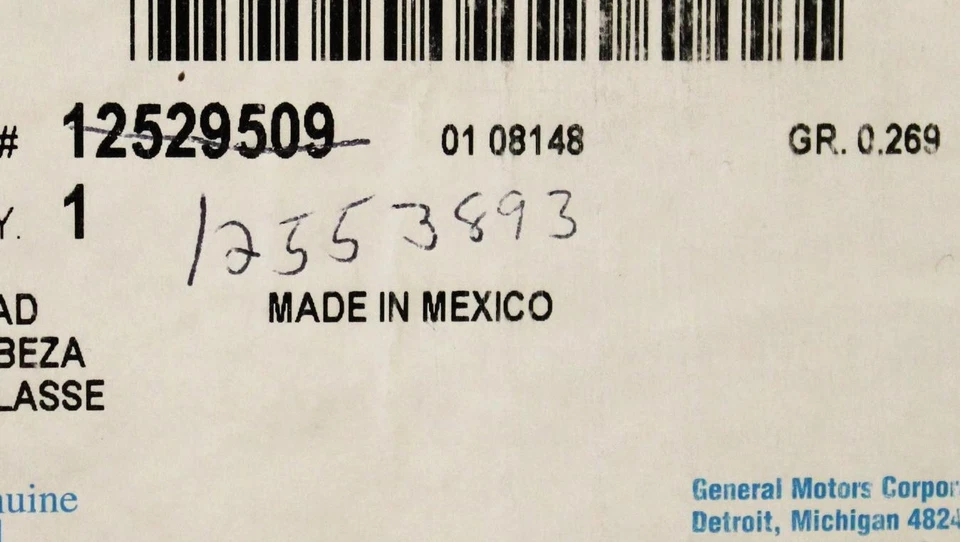 # 12529509 01 08148 GR. 0.269
Y. 1
12553893
AD MADE IN MEXICO
BEZA
LASSE
nuine
General Motors Corpor
Detroit, Michigan 4824